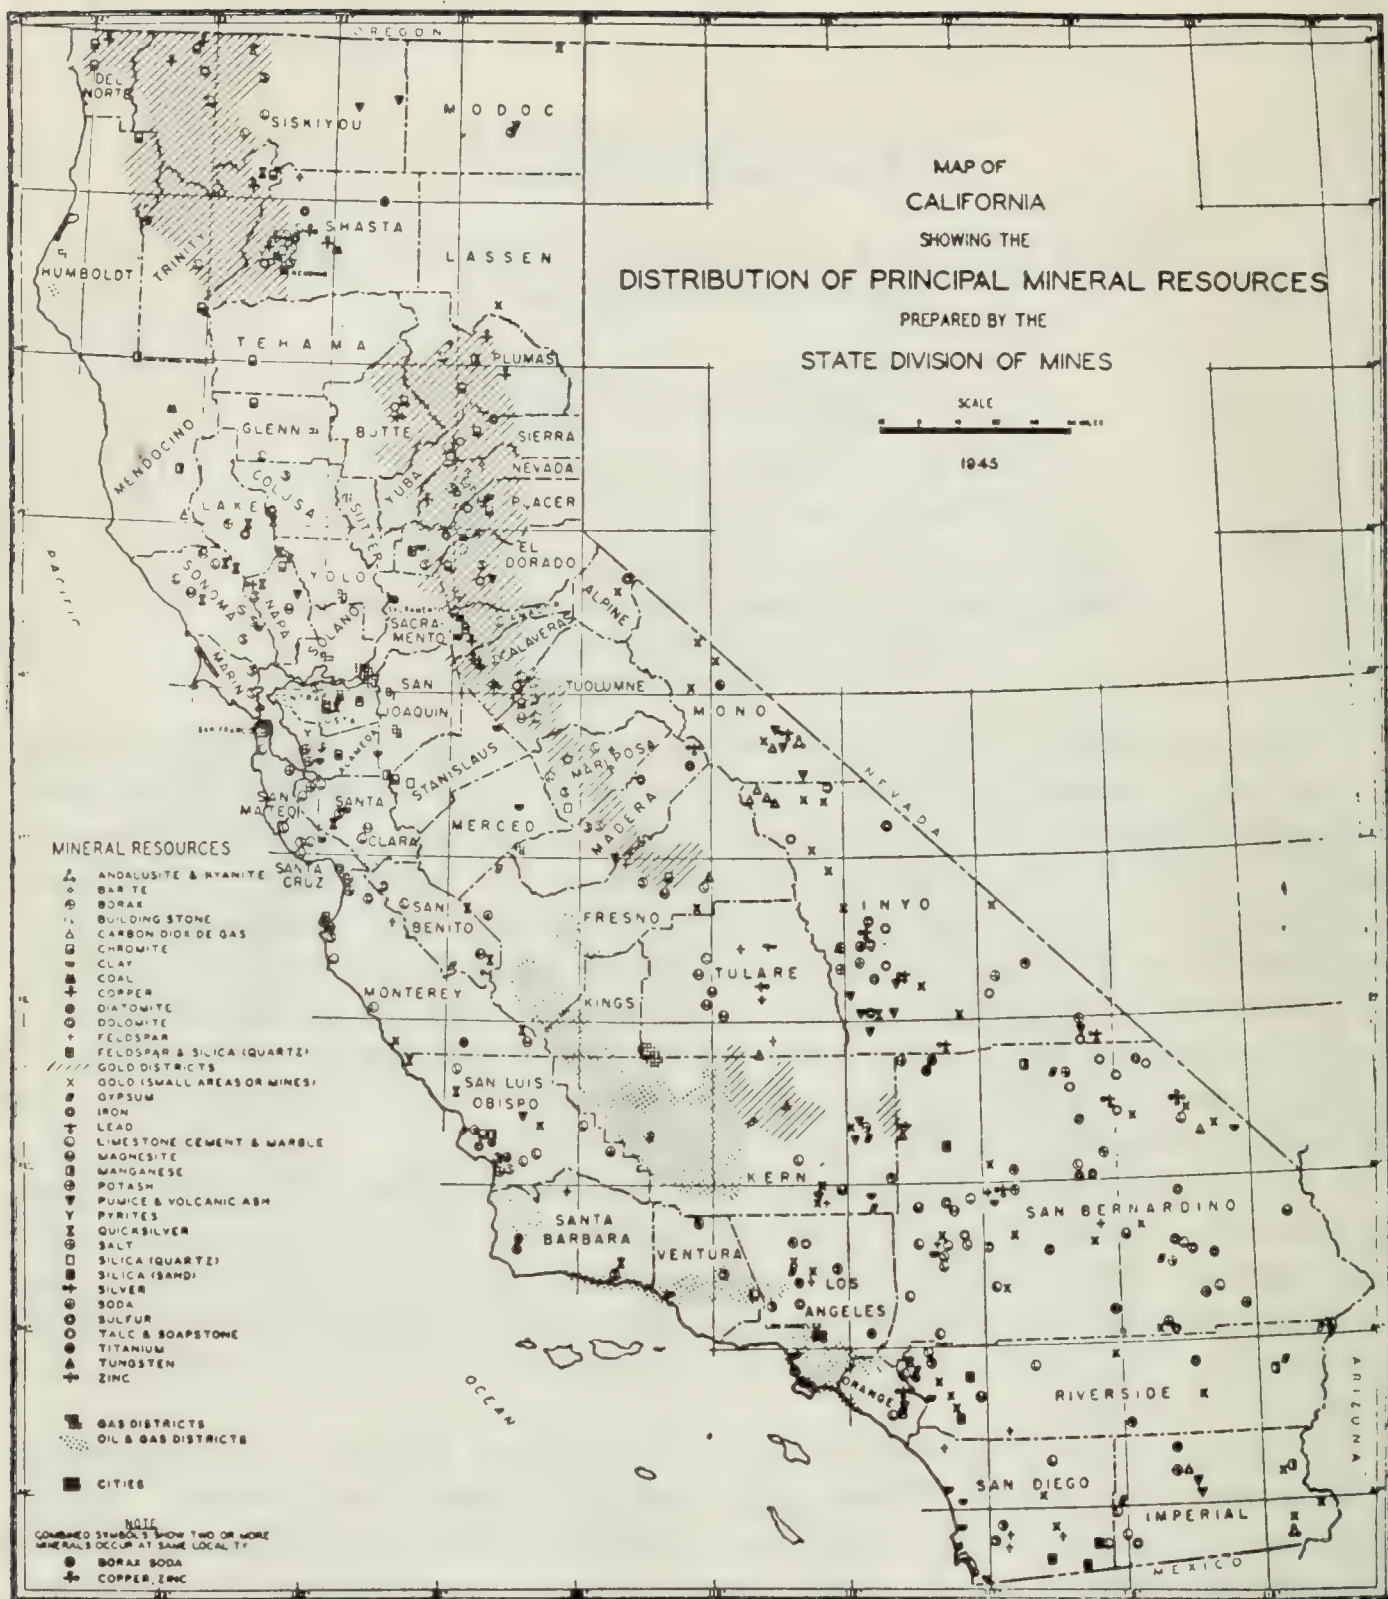 MAP OF
CALIFORNIA
SHOWING THE
DISTRIBUTION OF PRINCIPAL MINERAL RESOURCES
PREPARED BY THE
STATE DIVISION OF MINES
SCALE
1945
OREGON
DEL NORTE
SISKIYOU
MODOC
HUMBOLDT
TRINITY
SHASTA
LASSEN
TEHAMA
PLUMAS
MENDOCINO
GLENN
BUTTE
SIERRA
NEVADA
PLACER
LAKE
COLUSA
SUTTER
YUBA
EL
DORADO
PACIFIC
SONOMA
NAPA
YOLO
SOLANO
SACRAMENTO
SACRA-
MENTO
CALAVERAS
ALPINE
MARIN
SAN
JOAQUIN
TUOLUMNE
MONO
ALAMEDA
STANISLAUS
MARIPOSA
NEVADA
SAN
MATEO
SANTA
CLARA
MERCED
MADERA
SANTA
CRUZ
SAN
BENITO
FRESNO
INYO
MONTEREY
KINGS
TULARE
SAN LUIS
OBISPO
KERN
SAN BERNARDINO
SANTA
BARBARA
VENTURA
LOS
ANGELES
OCEAN
ORANGE
RIVERSIDE
ARIZONA
SAN DIEGO
IMPERIAL
MEXICO
MINERAL RESOURCES
ANDALUSITE & KYANITE
BARITE
BORAX
BUILDING STONE
CARBON DIOXIDE GAS
CHROMITE
CLAY
COAL
COPPER
DIATOMITE
DOLOMITE
FELDSPAR
FELDSPAR & SILICA (QUARTZ)
GOLD DISTRICTS
GOLD (SMALL AREAS OR MINES)
GYPSUM
IRON
LEAD
LIMESTONE CEMENT & MARBLE
MAGNESITE
MANGANESE
POTASH
PUMICE & VOLCANIC ASH
PYRITES
QUICKSILVER
SALT
SILICA (QUARTZ)
SILICA (SAND)
SILVER
SODA
SULFUR
TALC & SOAPSTONE
TITANIUM
TUNGSTEN
ZINC
GAS DISTRICTS
OIL & GAS DISTRICTS
CITIES
NOTE
COMBINED SYMBOLS SHOW TWO OR MORE
MINERALS OCCUR AT SAME LOCALITY
BORAX SODA
COPPER, ZINC